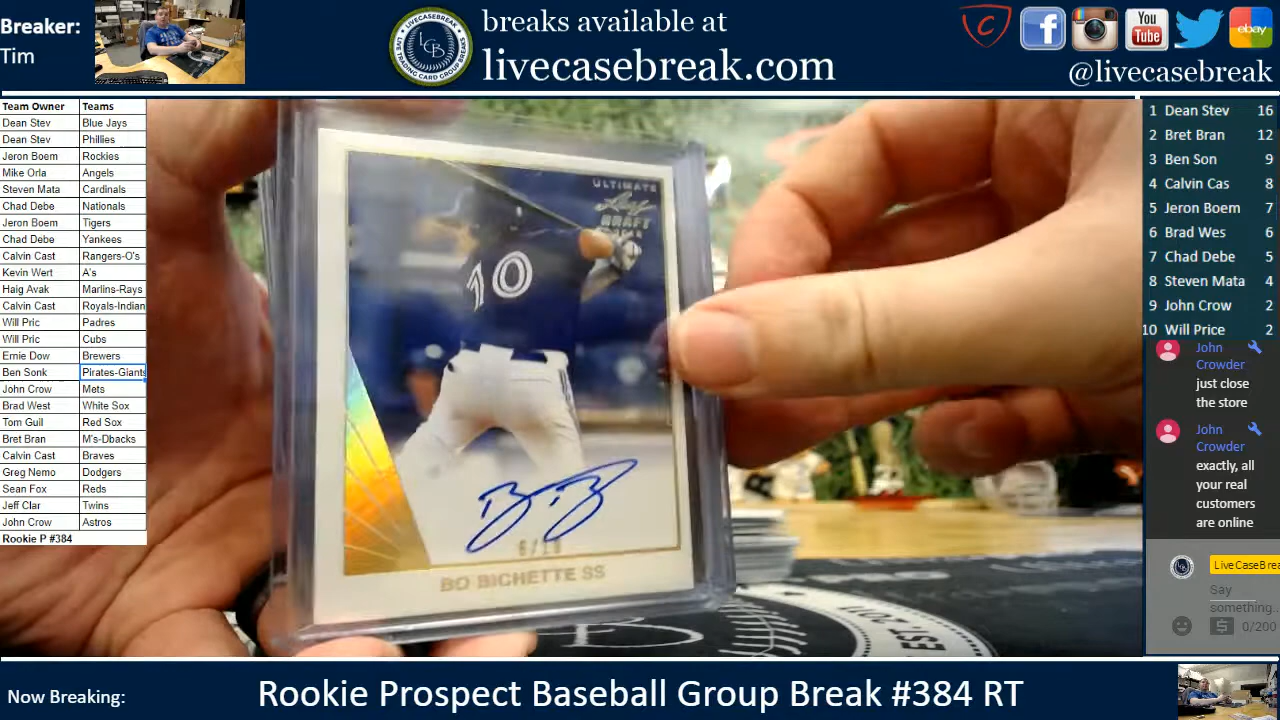 Breaker:
Tim
breaks available at
livecasebreak.com
You
Tube
ebay
@livecasebreak
LCB
Team Owner Teams
Dean Stev Blue Jays
Dean Stev Phillies
Jeron Boem Rockies
Mike Orla Angels
Steven Mata Cardinals
Chad Debe Nationals
Jeron Boem Tigers
Chad Debe Yankees
Calvin Cast Rangers-O's
Kevin Wert A's
Haig Avak Marlins-Rays
Calvin Cast Royals-Indian
Will Pric Padres
Will Pric Cubs
Ernie Dow Brewers
Ben Sonk Pirates-Giants
John Crow Mets
Brad West White Sox
Tom Guil Red Sox
Bret Bran M's-Dbacks
Calvin Cast Braves
Greg Nemo Dodgers
Sean Fox Reds
Jeff Clar Twins
John Crow Astros
Rookie P #384
ULTIMATE
Leaf
DRAFT
10
BO BICHETTE SS
EST. 2011
1 Dean Stev 16
2 Bret Bran 12
3 Ben Son 9
4 Calvin Cas 8
5 Jeron Boem 7
6 Brad Wes 6
7 Chad Debe 5
8 Steven Mata 4
9 John Crow 2
10 Will Price 2
John
Crowder
just close
the store
John
Crowder
exactly, all
your real
customers
are online
LiveCaseBrea
Say
something...
0/200
Now Breaking:
Rookie Prospect Baseball Group Break #384 RT